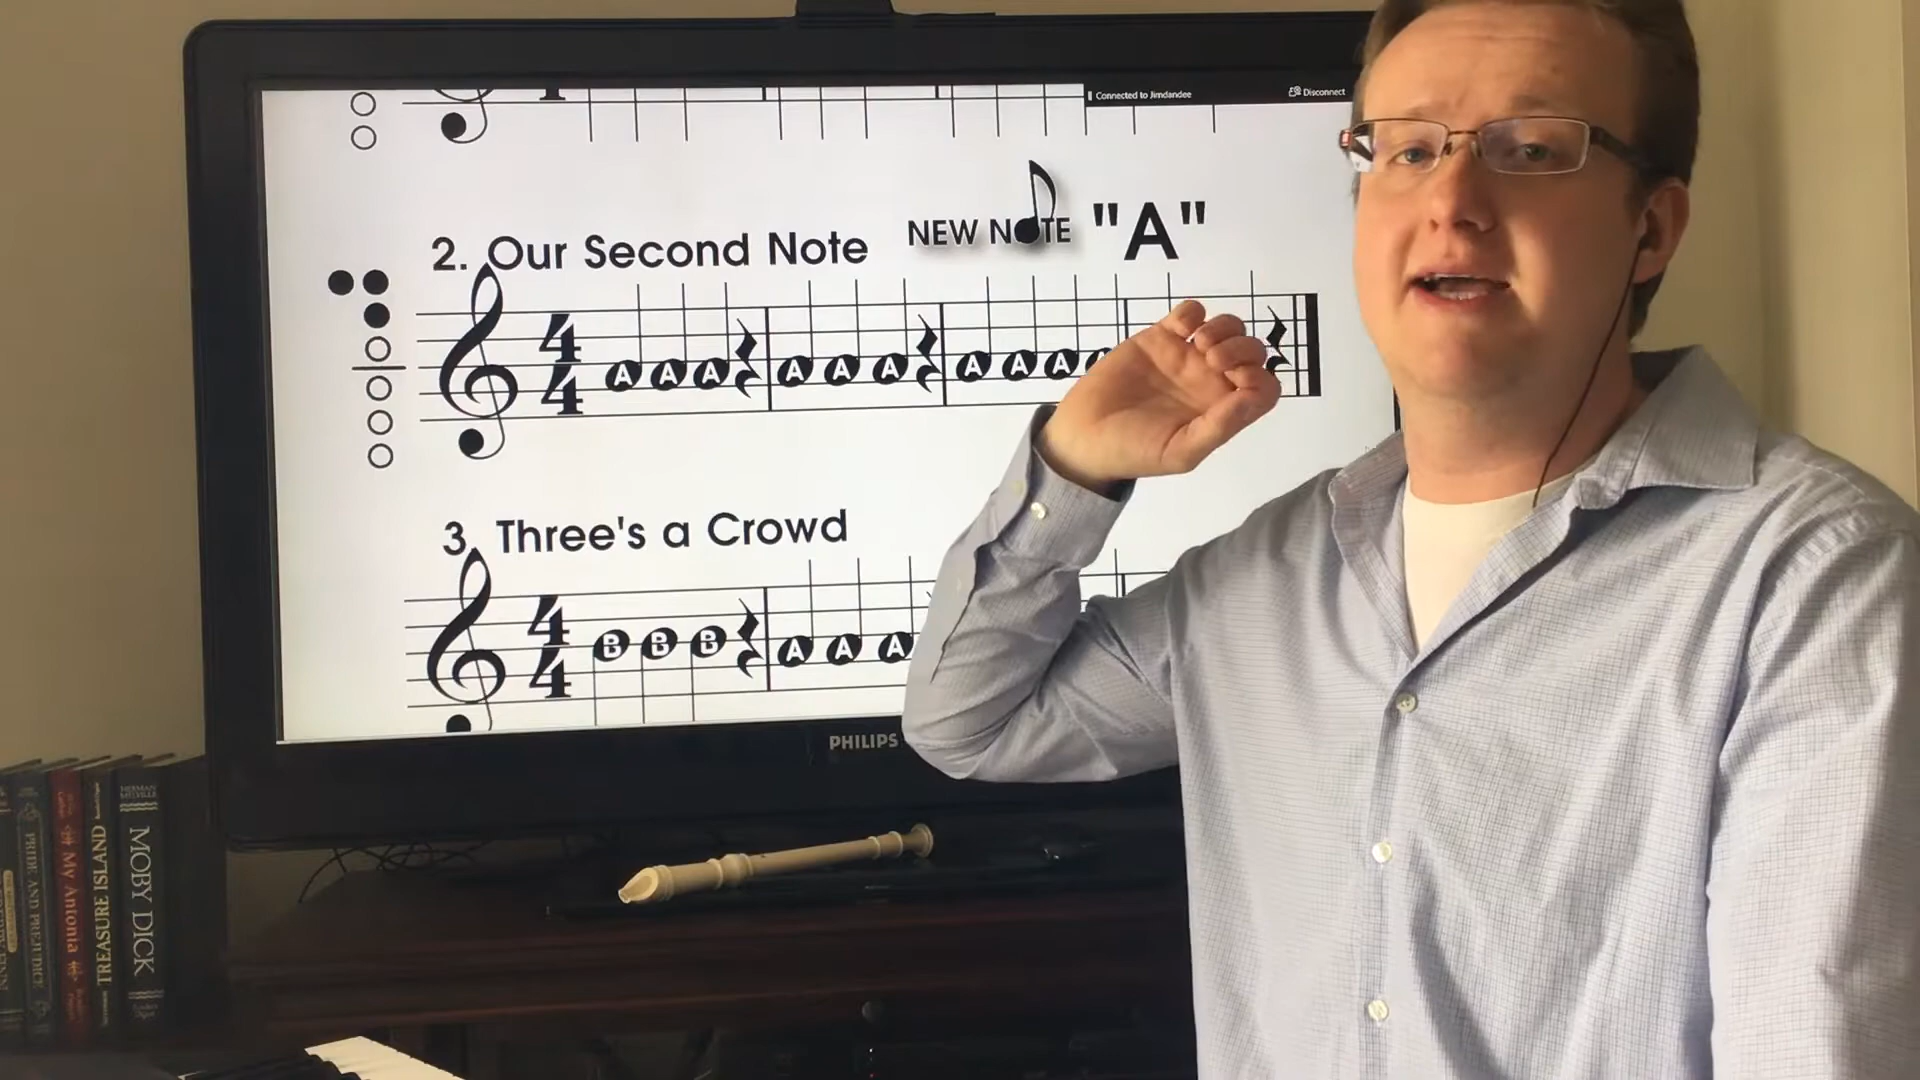 Connected to Jimdandee
Disconnect
2. Our Second Note
NEW NOTE "A"
4
4
A A A A A A A A A
3. Three's a Crowd
4
4
B B B A A A
PHILIPS
PRIDE AND PREJUDICE
My Antonia
TREASURE ISLAND
HERMAN MELVILLE
MOBY DICK